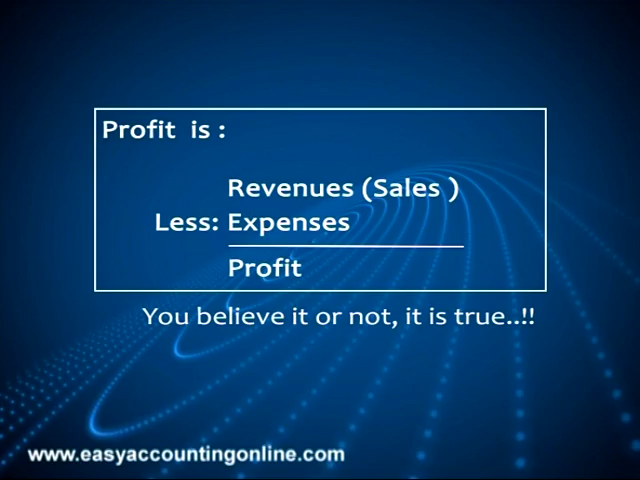 Profit is :
Revenues (Sales )
Less: Expenses
Profit
You believe it or not, it is true..!!
www.easyaccountingonline.com